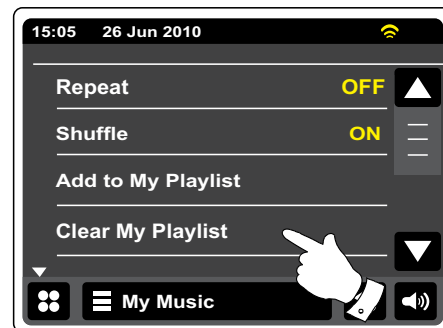 15:05 26 Jun 2010
Repeat OFF
Shuffle ON
Add to My Playlist
Clear My Playlist
My Music